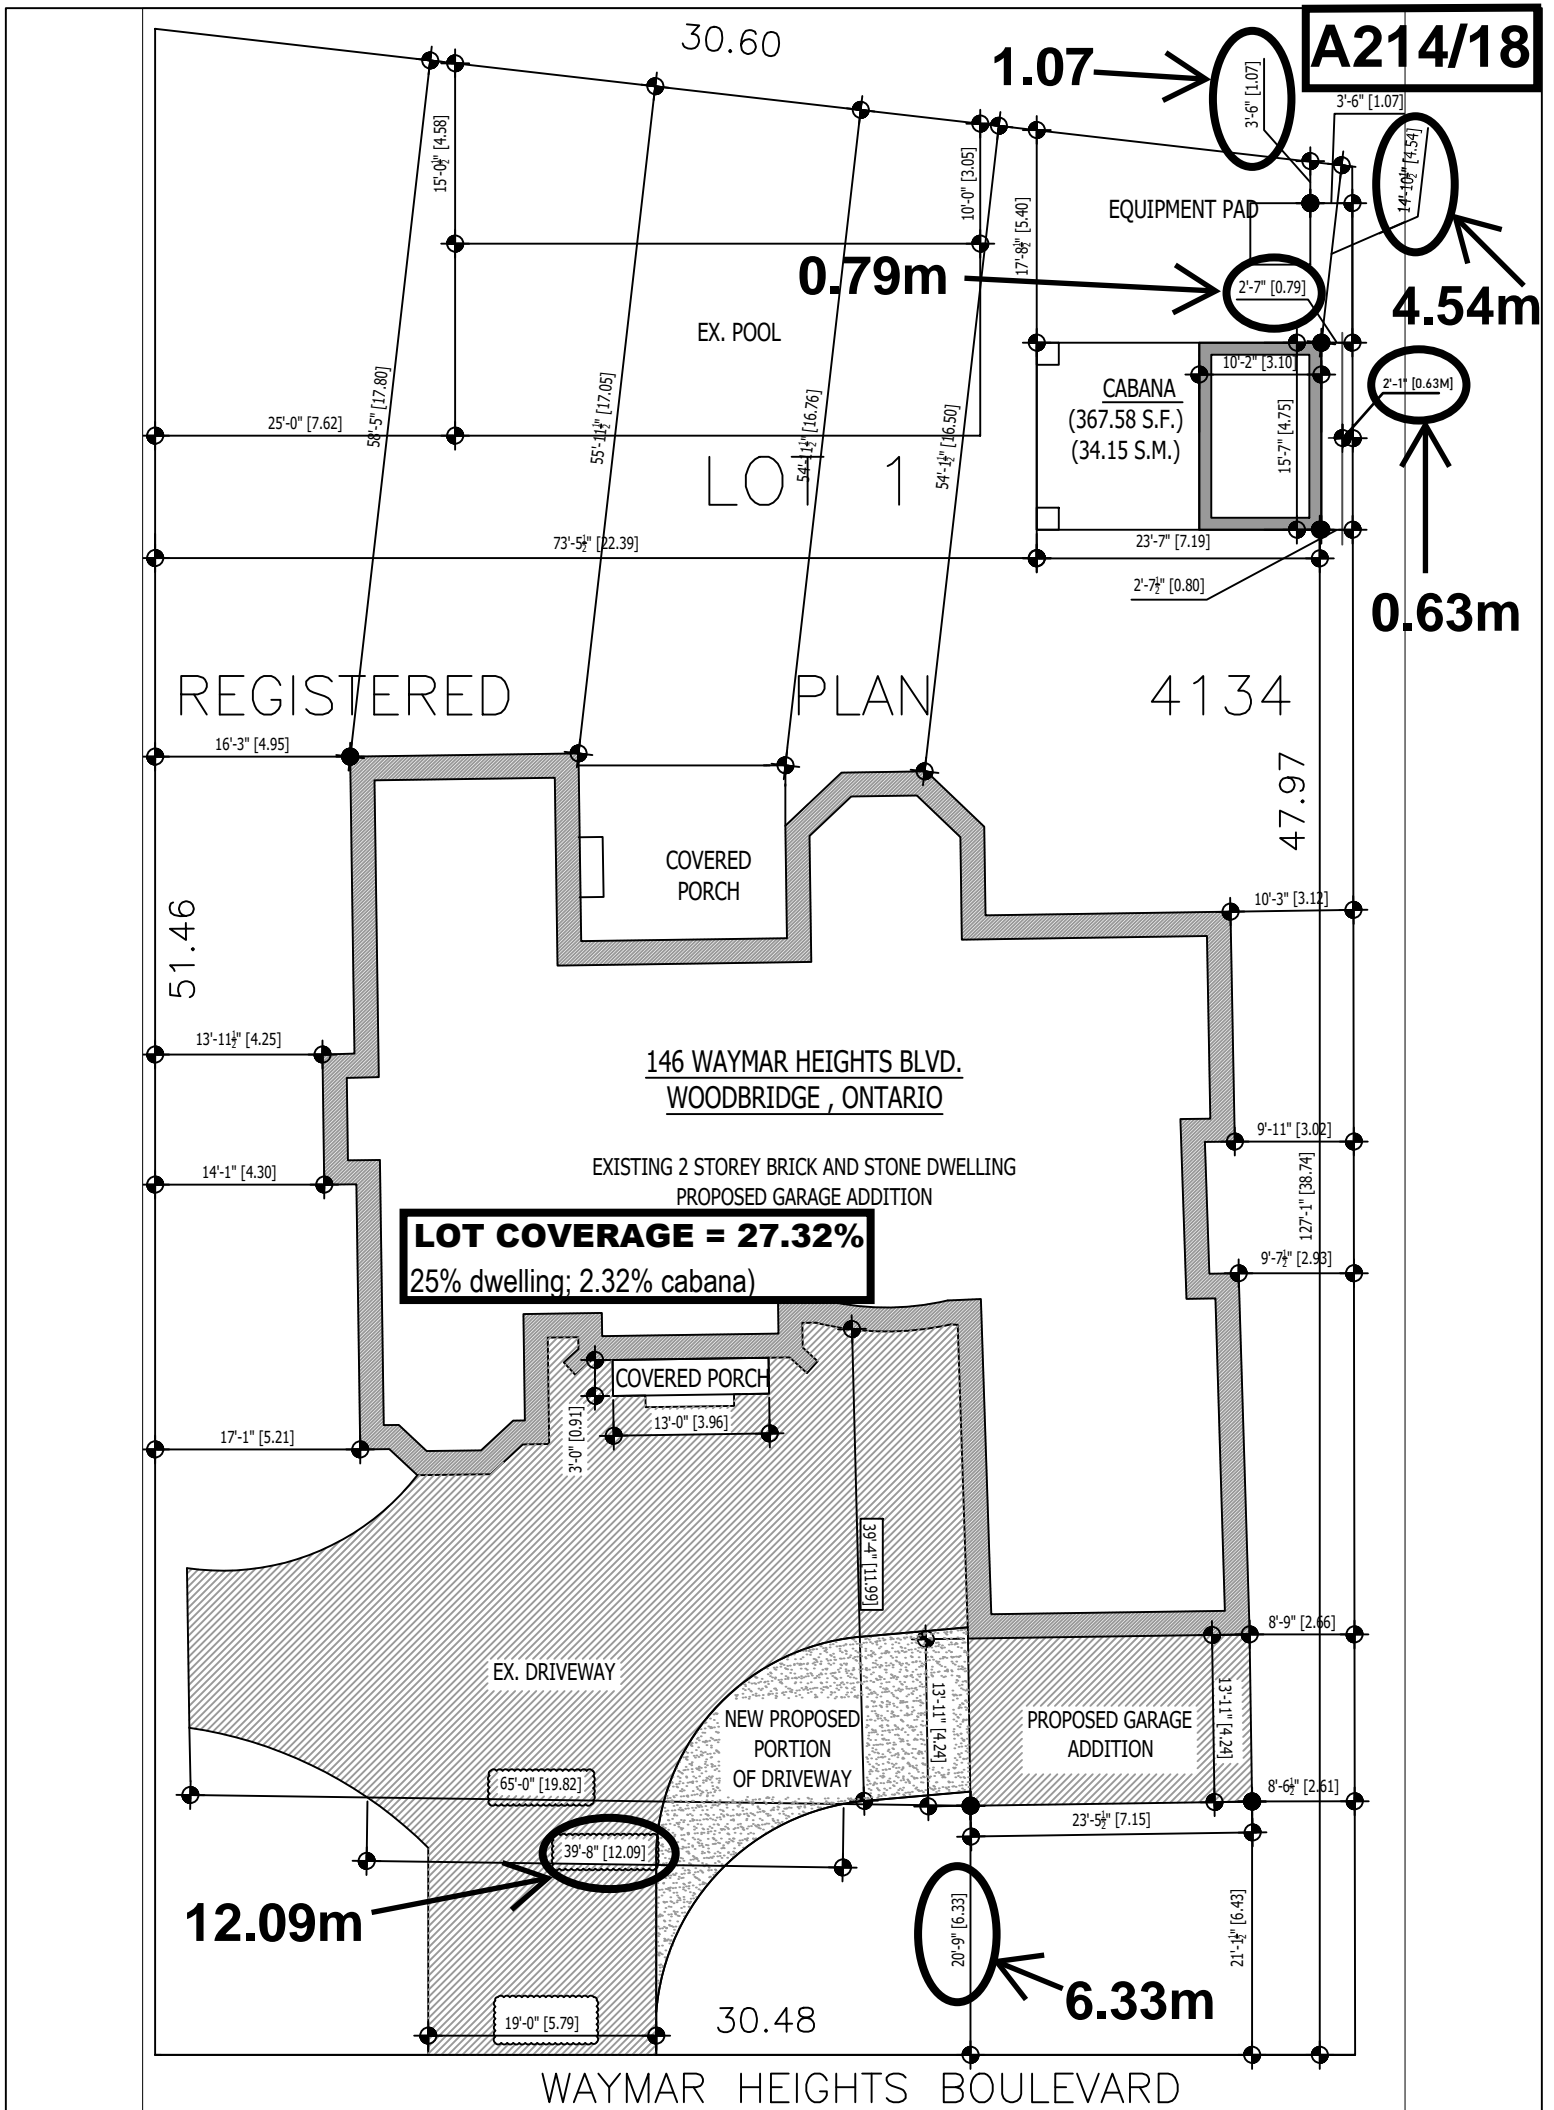 30.60
1.07
A214/18
3'-6" [1.07]
3'-6" [1.07]
15'-0½" [4.58]
10'-0" [3.05]
14'-10½" [4.54]
17'-8½" [5.40]
EQUIPMENT PAD
0.79m
2'-7" [0.79]
4.54m
EX. POOL
58'-5" [17.80]
55'-11½" [17.05]
54'-11½" [16.76]
54'-1½" [16.50]
10'-2" [3.10]
CABANA
(367.58 S.F.)
(34.15 S.M.)
15'-7" [4.75]
2'-1" [0.63M]
25'-0" [7.62]
LOT 1
73'-5½" [22.39]
23'-7" [7.19]
2'-7½" [0.80]
0.63m
REGISTERED PLAN 4134
16'-3" [4.95]
47.97
COVERED
PORCH
10'-3" [3.12]
51.46
13'-11½" [4.25]
146 WAYMAR HEIGHTS BLVD.
WOODBRIDGE , ONTARIO
9'-11" [3.02]
14'-1" [4.30]
EXISTING 2 STOREY BRICK AND STONE DWELLING
PROPOSED GARAGE ADDITION
127'-1" [38.74]
LOT COVERAGE = 27.32%
25% dwelling; 2.32% cabana)
9'-7½" [2.93]
COVERED PORCH
13'-0" [3.96]
3'-0" [0.91]
17'-1" [5.21]
39'-4" [11.99]
8'-9" [2.66]
EX. DRIVEWAY
13'-11" [4.24]
13'-11" [4.24]
NEW PROPOSED
PORTION
OF DRIVEWAY
PROPOSED GARAGE
ADDITION
65'-0" [19.82]
8'-6½" [2.61]
23'-5½" [7.15]
39'-8" [12.09]
12.09m
20'-9" [6.33]
21'-1½" [6.43]
6.33m
19'-0" [5.79]
30.48
WAYMAR HEIGHTS BOULEVARD